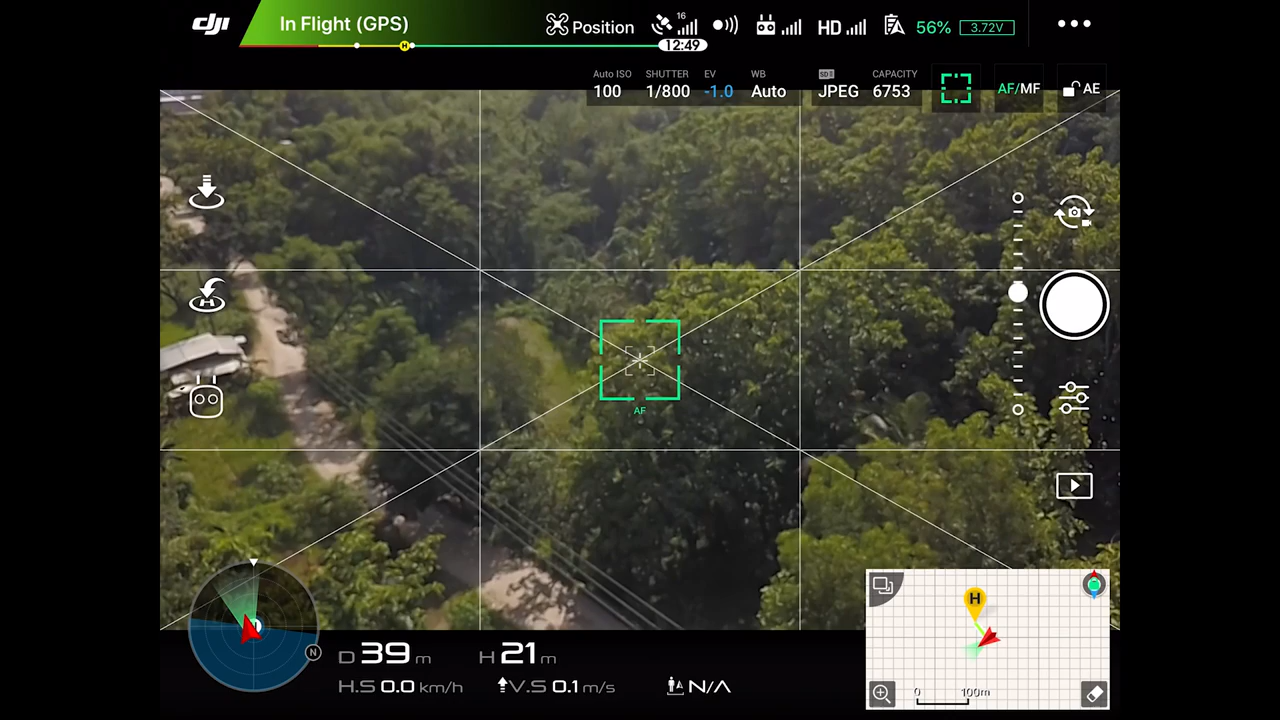 dji In Flight (GPS) Position 16 HD 56% 3.72V
H 12:49
Auto ISO SHUTTER EV WB SD CAPACITY
100 1/800 -1.0 Auto JPEG 6753 AF/MF AE
H
AF
N
D 39 m H 21 m
H.S 0.0 km/h V.S 0.1 m/s N/A
H
0 100m